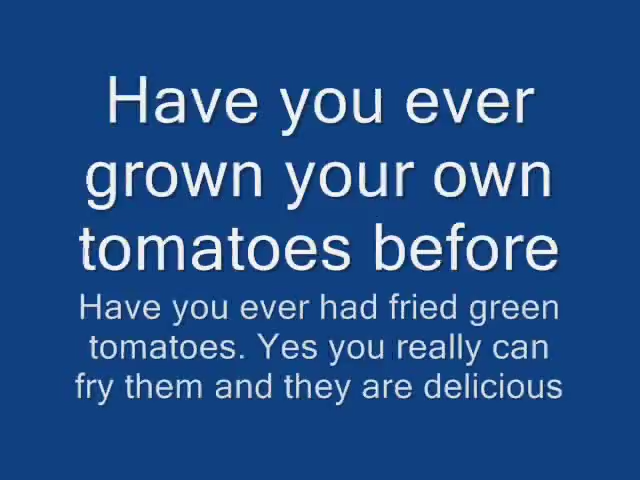 Have you ever
grown your own
tomatoes before
Have you ever had fried green
tomatoes. Yes you really can
fry them and they are delicious